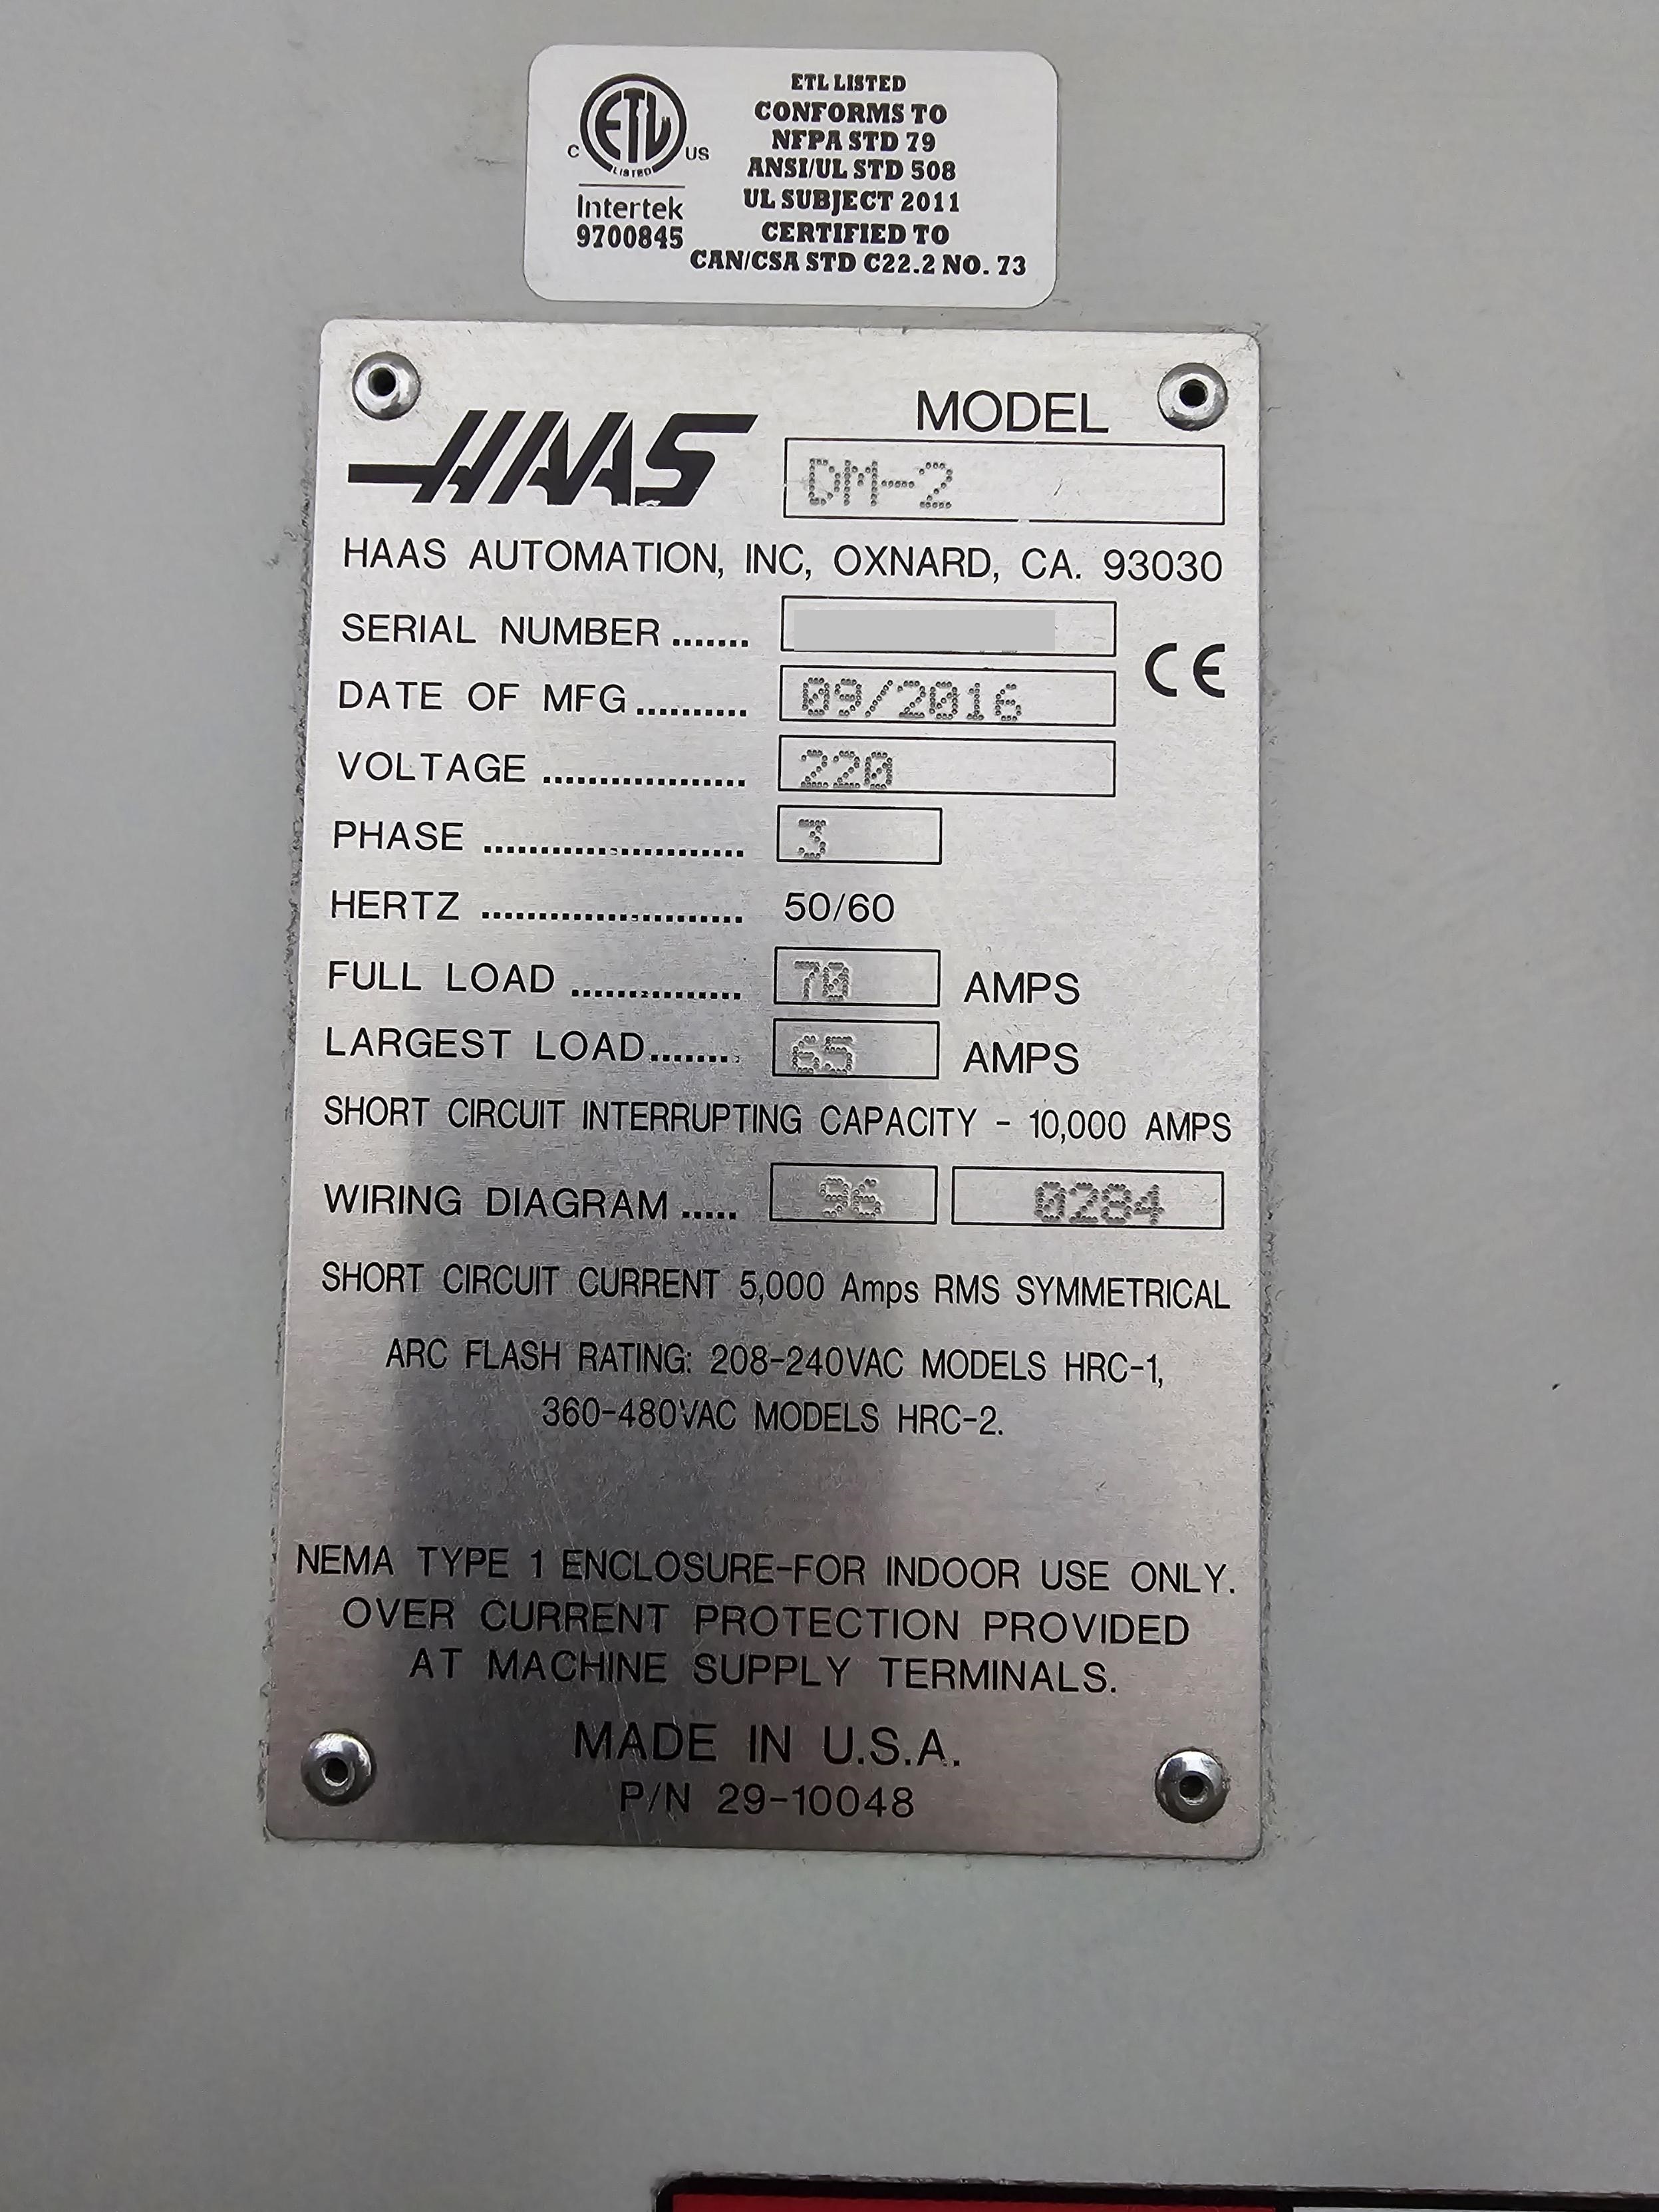 C ETL LISTED US
Intertek
9700845
ETL LISTED
CONFORMS TO
NFPA STD 79
ANSI/UL STD 508
UL SUBJECT 2011
CERTIFIED TO
CAN/CSA STD C22.2 NO. 73
HAAS
MODEL
DM-2
HAAS AUTOMATION, INC, OXNARD, CA. 93030
SERIAL NUMBER .......
CE
DATE OF MFG .......... 09/2016
VOLTAGE .................. 220
PHASE ....................... 3
HERTZ ....................... 50/60
FULL LOAD ............... 70 AMPS
LARGEST LOAD........ 65 AMPS
SHORT CIRCUIT INTERRUPTING CAPACITY - 10,000 AMPS
WIRING DIAGRAM ..... 96 0284
SHORT CIRCUIT CURRENT 5,000 Amps RMS SYMMETRICAL
ARC FLASH RATING: 208-240VAC MODELS HRC-1,
360-480VAC MODELS HRC-2.
NEMA TYPE 1 ENCLOSURE-FOR INDOOR USE ONLY.
OVER CURRENT PROTECTION PROVIDED
AT MACHINE SUPPLY TERMINALS.
MADE IN U.S.A.
P/N 29-10048